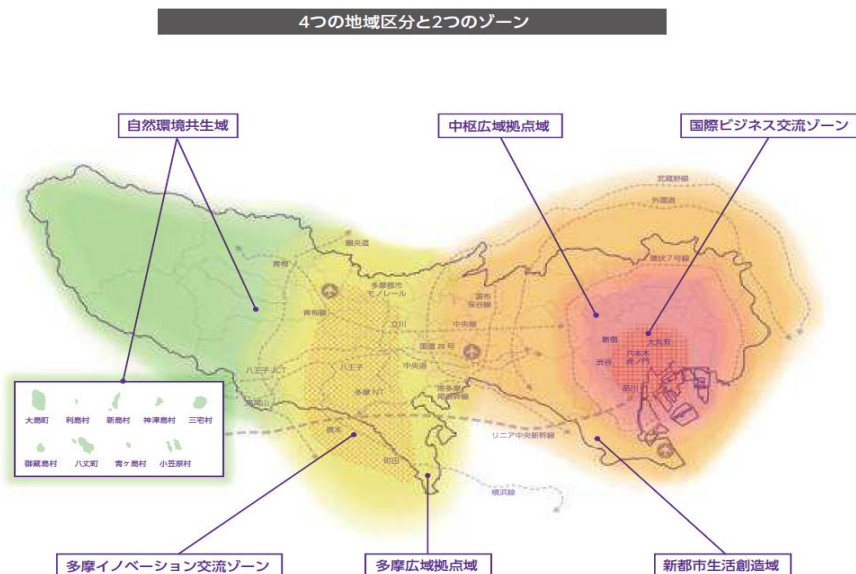 4つの地域区分と2つのゾーン
自然環境共生域
中枢広域拠点域
国際ビジネス交流ゾーン
武蔵野線
外環道
圏央道
環状7号線
青梅
多摩都市
モノレール
調布
保谷線
青梅線
立川
中央線
新宿
大丸有
国道20号
六本木
虎ノ門
渋谷
八王子JCT
八王子
中央道
品川
多摩NT
南多摩
尾根幹線
大島町
利島村
新島村
神津島村
三宅村
橋本
リニア中央新幹線
御蔵島村
八丈町
青ヶ島村
小笠原村
町田
横浜線
多摩イノベーション交流ゾーン
多摩広域拠点域
新都市生活創造域